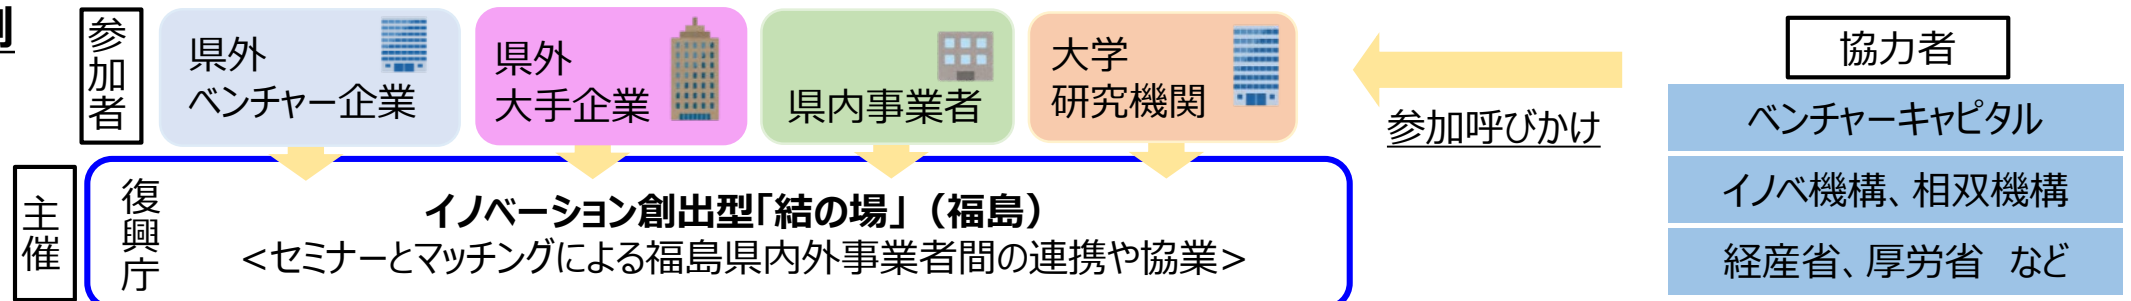 参加者
県外
ベンチャー企業
県外
大手企業
県内事業者
大学
研究機関
参加呼びかけ
協力者
ベンチャーキャピタル
イノベ機構、相双機構
経産省、厚労省 など
主催
復興庁
イノベーション創出型「結の場」（福島）
<セミナーとマッチングによる福島県内外事業者間の連携や協業>